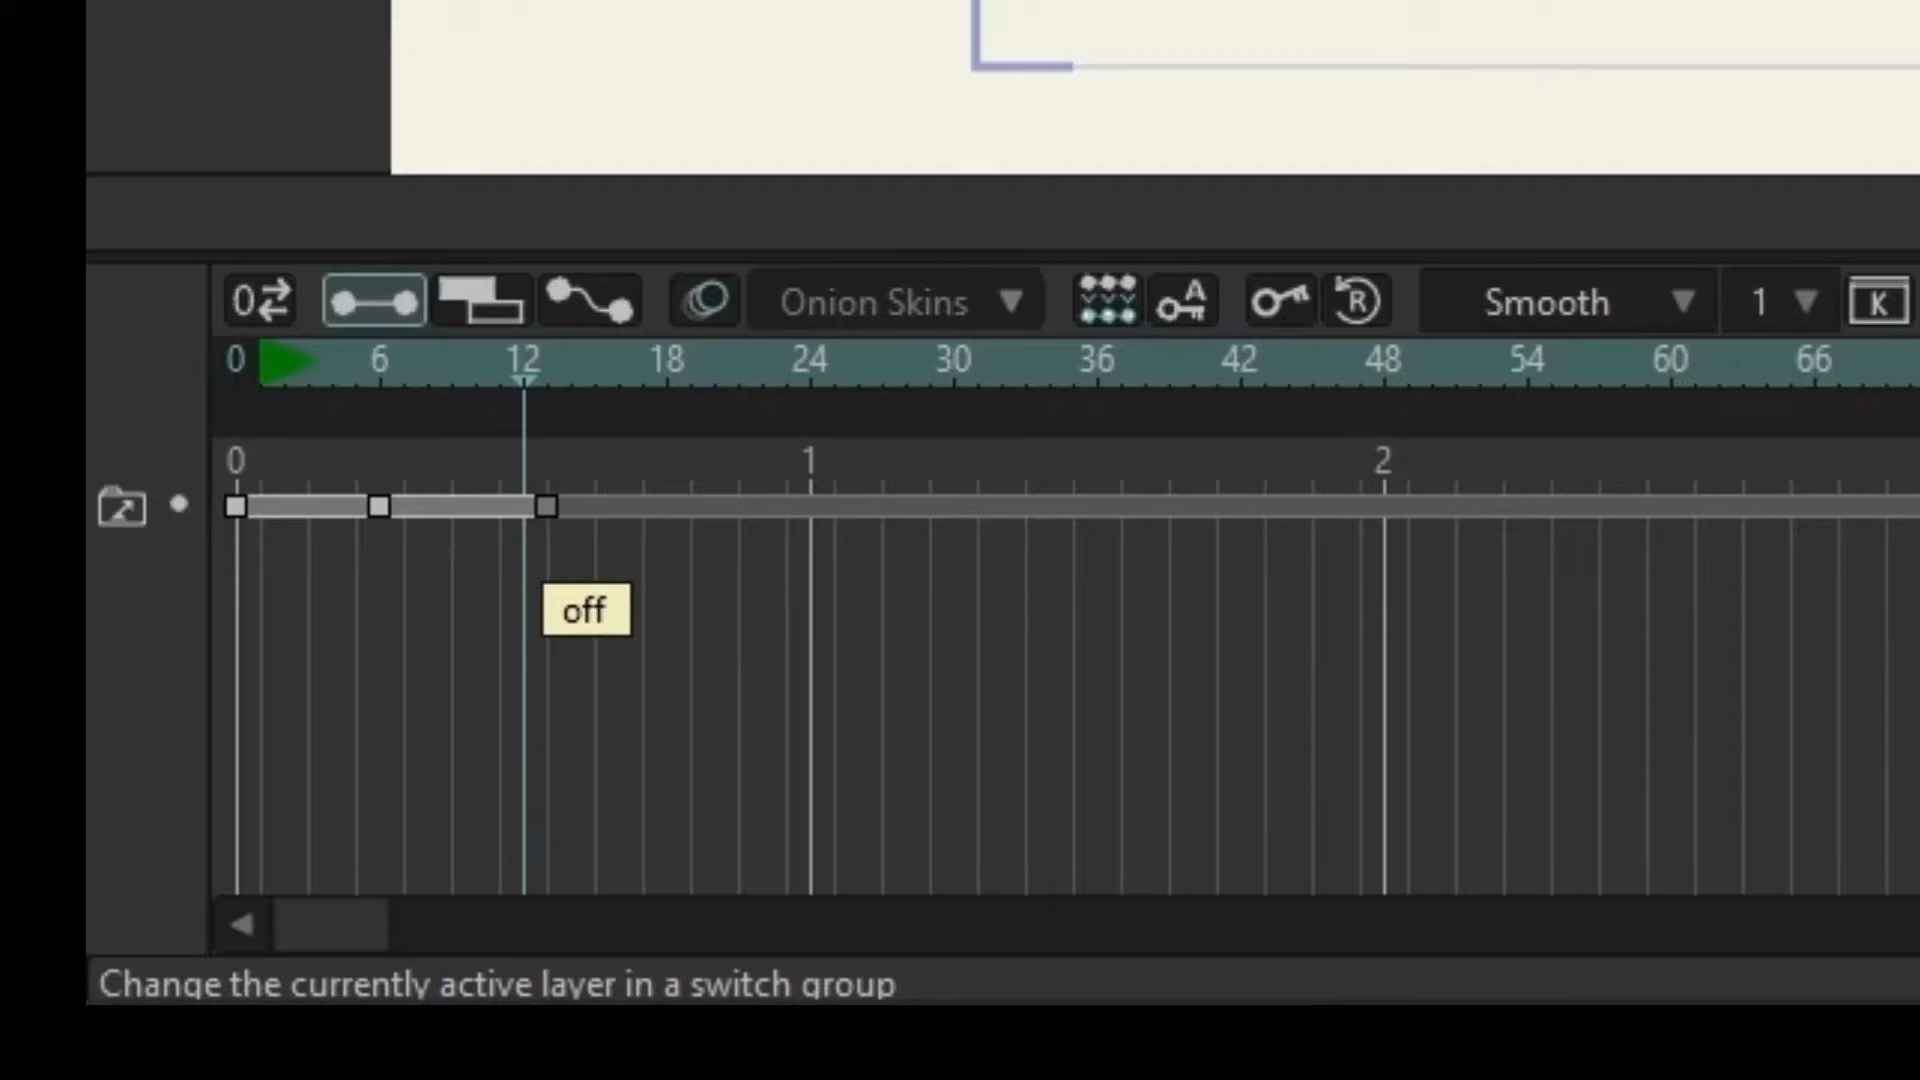 0 Onion Skins A R Smooth 1 K
0 6 12 18 24 30 36 42 48 54 60 66
0 1 2
off
Change the currently active layer in a switch group